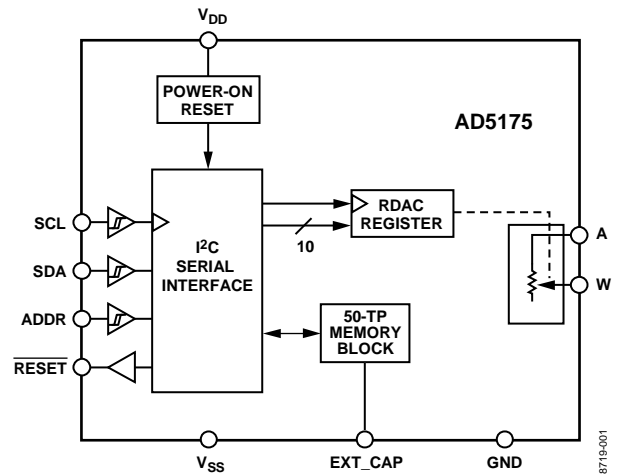 VDD
POWER-ON
RESET
AD5175
SCL
SDA
ADDR
RESET
I2C
SERIAL
INTERFACE
10
RDAC
REGISTER
A
W
50-TP
MEMORY
BLOCK
VSS
EXT_CAP
GND
8719-001